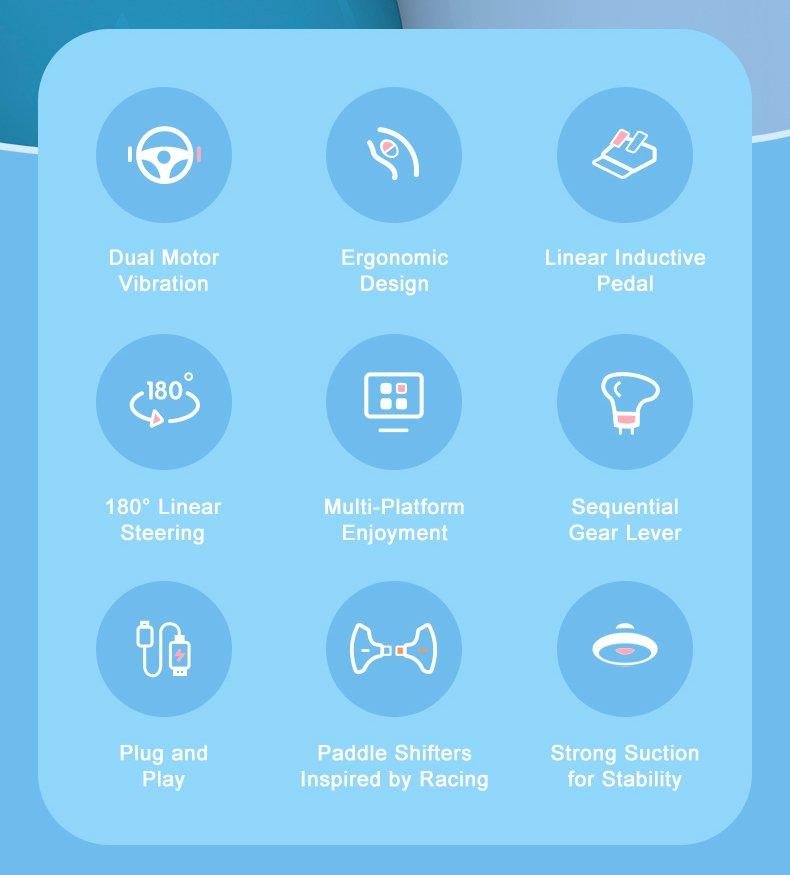 Dual Motor
Vibration
Ergonomic
Design
Linear Inductive
Pedal
180°
180° Linear
Steering
Multi-Platform
Enjoyment
Sequential
Gear Lever
Plug and
Play
Paddle Shifters
Inspired by Racing
Strong Suction
for Stability